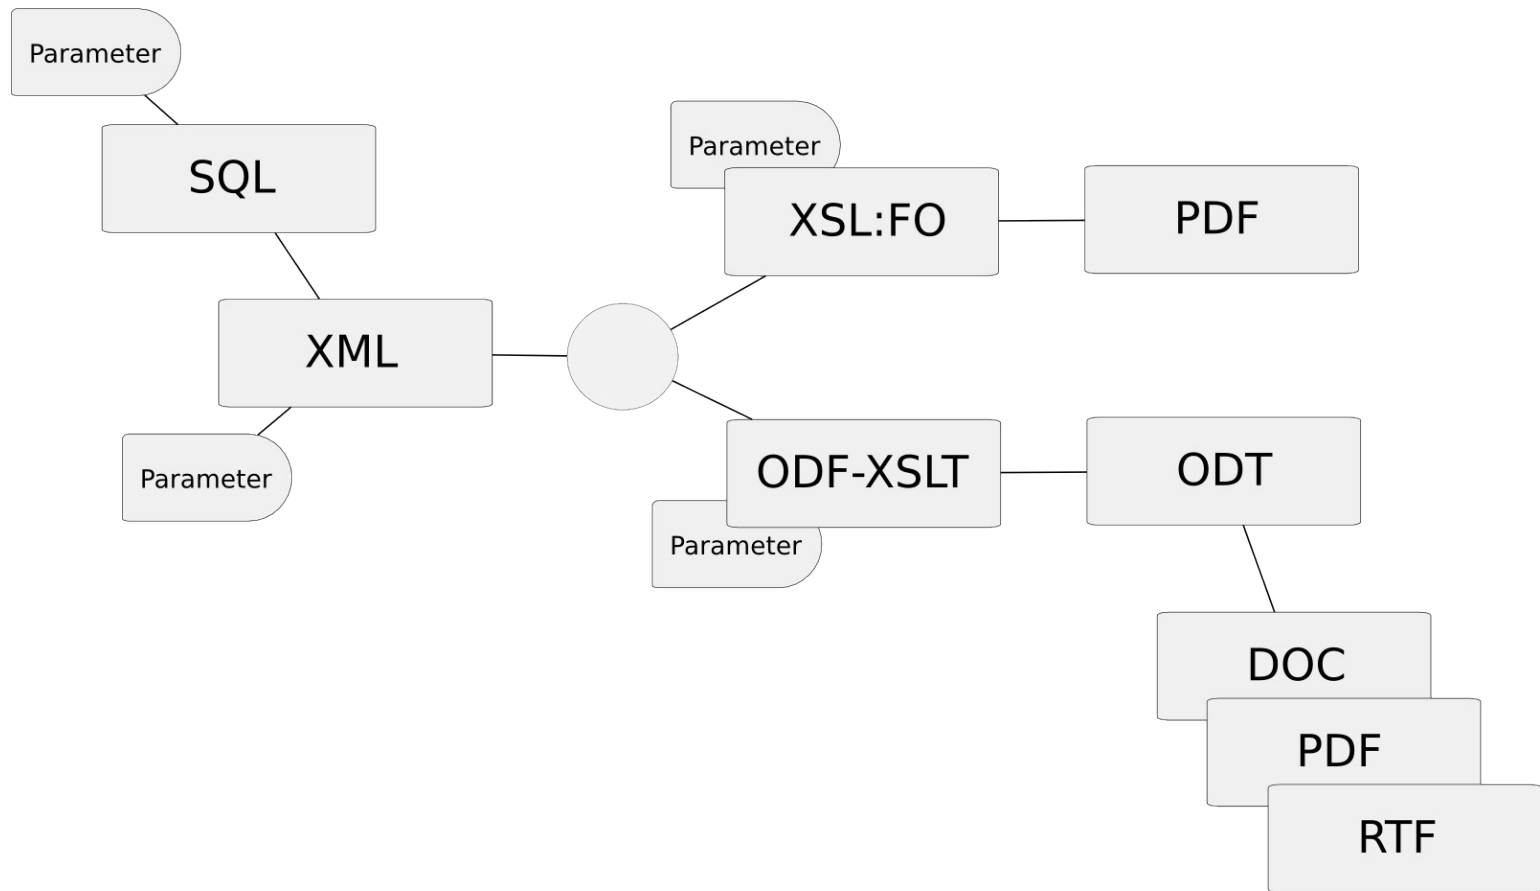 Parameter
SQL
Parameter
XSL:FO
PDF
XML
Parameter
ODF-XSLT
ODT
Parameter
DOC
PDF
RTF